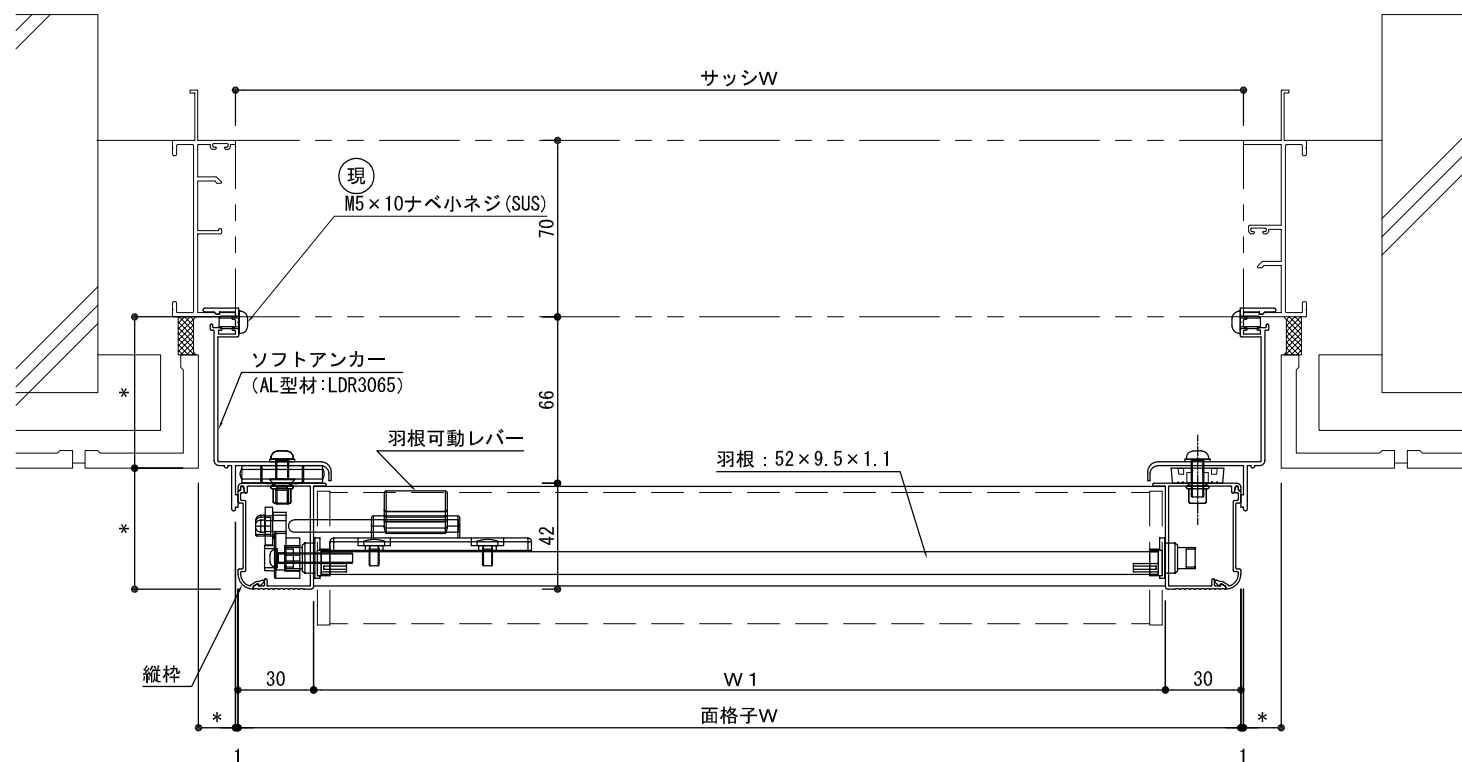 サッシW
現
M5×10ナベ小ネジ(SUS)
70
ソフトアンカー
(AL型材:LDR3065)
*
66
羽根可動レバー
羽根：52×9.5×1.1
*
42
縦枠
30
W1
30
*
面格子W
*
1
1